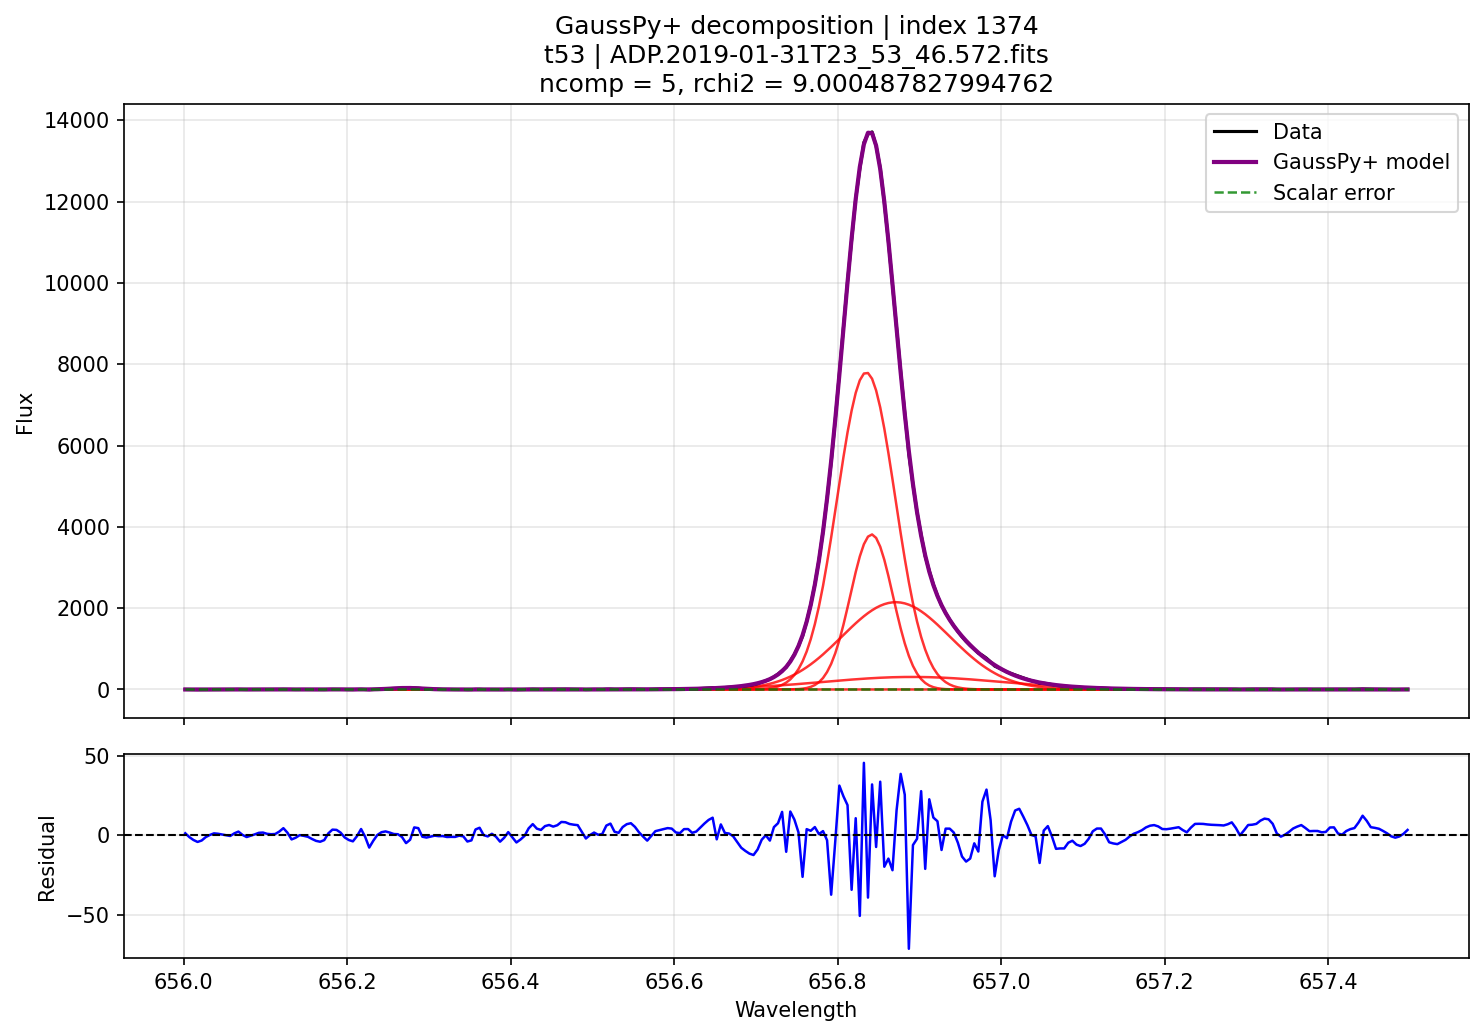 GaussPy+ decomposition | index 1374
t53 | ADP.2019-01-31T23_53_46.572.fits
ncomp = 5, rchi2 = 9.000487827994762
14000
12000
10000
8000
6000
4000
2000
0
Flux
Data
GaussPy+ model
Scalar error
50
0
−50
Residual
656.0
656.2
656.4
656.6
656.8
657.0
657.2
657.4
Wavelength